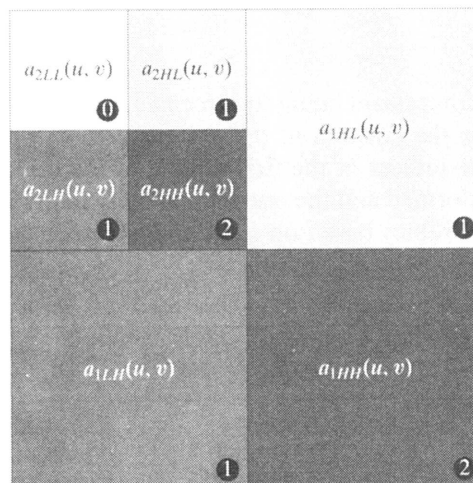 a2LL(u, v) a2HL(u, v)
0 1
a1HL(u, v)
a2LH(u, v) a2HH(u, v)
1 2 1
a1LH(u, v) a1HH(u, v)
1 2